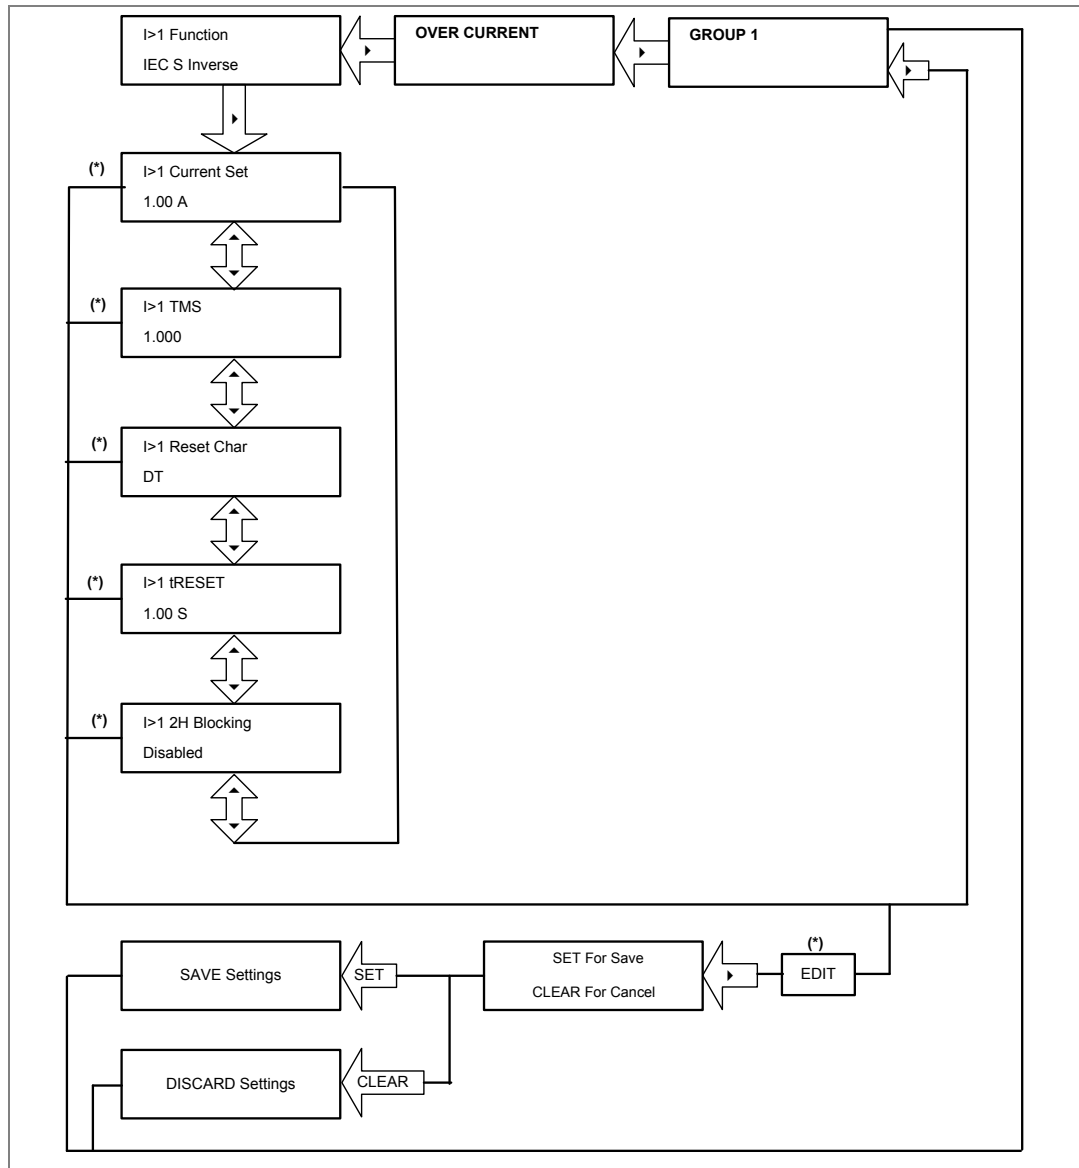 I>1 Function
IEC S Inverse
OVER CURRENT
GROUP 1
(*)
I>1 Current Set
1.00 A
(*)
I>1 TMS
1.000
(*)
I>1 Reset Char
DT
(*)
I>1 tRESET
1.00 S
(*)
I>1 2H Blocking
Disabled
SAVE Settings
SET
SET For Save
CLEAR For Cancel
(*)
EDIT
DISCARD Settings
CLEAR